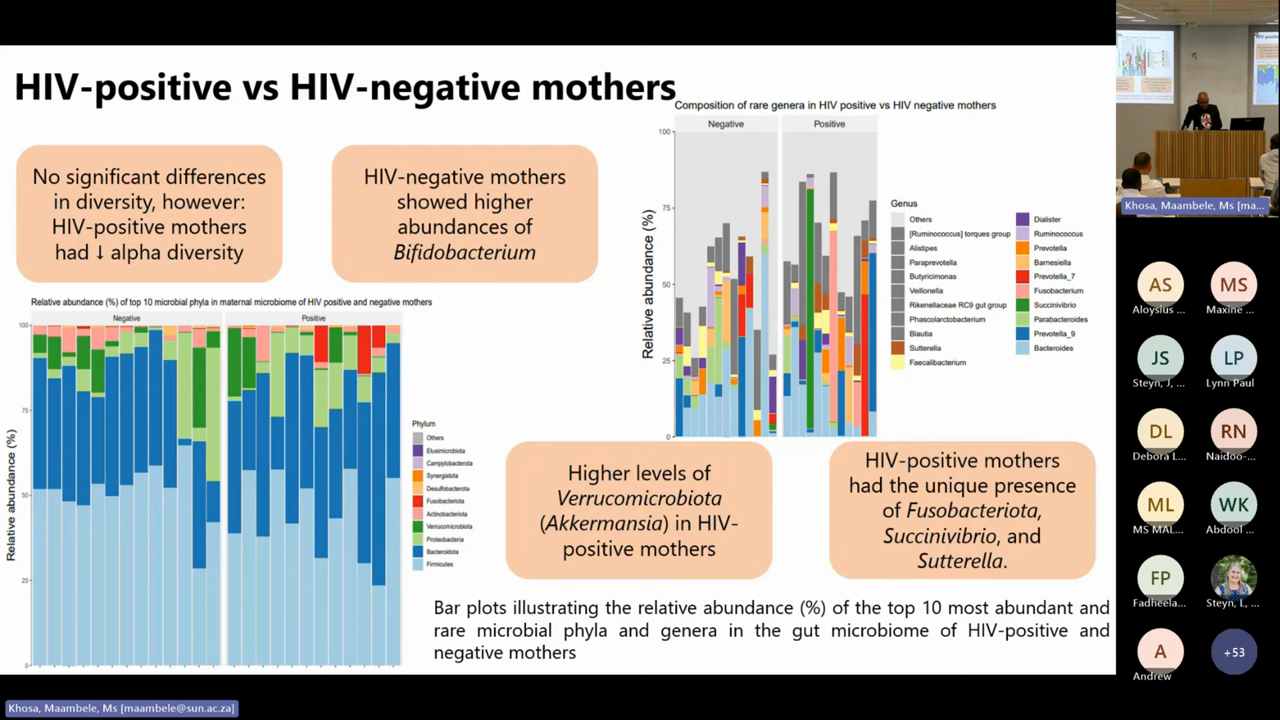 HIV-positive vs HIV-negative mothers
No significant differences
in diversity, however:
HIV-positive mothers
had ↓ alpha diversity
HIV-negative mothers
showed higher
abundances of
Bifidobacterium
Composition of rare genera in HIV positive vs HIV negative mothers
Negative
Positive
100
75
50
25
0
Relative abundance (%)
Genus
Others
[Ruminococcus] torques group
Alistipes
Paraprevotella
Butyricimonas
Veillonella
Rikenellaceae RC9 group
Phascolarctobacterium
Blautia
Sutterella
Faecalibacterium
Dialister
Ruminococcus
Prevotella
Barnesiella
Prevotella_7
Fusobacterium
Succinivibrio
Parabacteroides
Prevotella_9
Bacteroides
Relative abundance (%) of top 10 microbial phyla in maternal microbiome of HIV positive and negative mothers
Negative
Positive
100
75
50
25
0
Relative abundance (%)
Phylum
Others
Elusimicrobiota
Campylobacterota
Synergistota
Desulfobacterota
Fusobacteriota
Actinobacteriota
Verrucomicrobiota
Proteobacteria
Bacteroidota
Firmicutes
Higher levels of
Verrucomicrobiota
(Akkermansia) in HIV-
positive mothers
HIV-positive mothers
had the unique presence
of Fusobacteriota,
Succinivibrio, and
Sutterella.
Bar plots illustrating the relative abundance (%) of the top 10 most abundant and
rare microbial phyla and genera in the gut microbiome of HIV-positive and
negative mothers
Khosa, Maambele, Ms [maambele@sun.ac.za]
Khosa, Maambele, Ms [ma...
AS
Aloysius ...
MS
Maxine ...
JS
Steyn, J, ...
LP
Lynn Paul
DL
Debora L...
RN
Naidoo-...
ML
MS MAL...
WK
Abdool ...
FP
Fadheela...
Steyn, L, ...
A
Andrew
+53